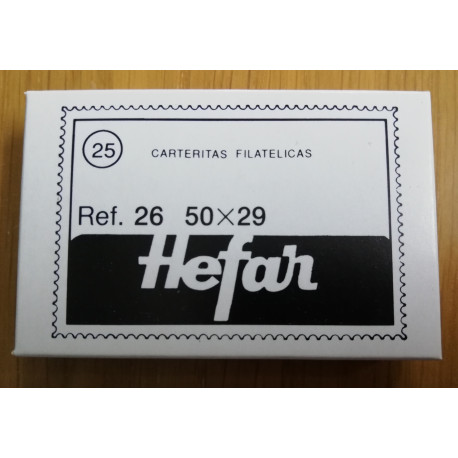 25 CARTERITAS FILATELICAS
Ref. 26 50×29
Hefar